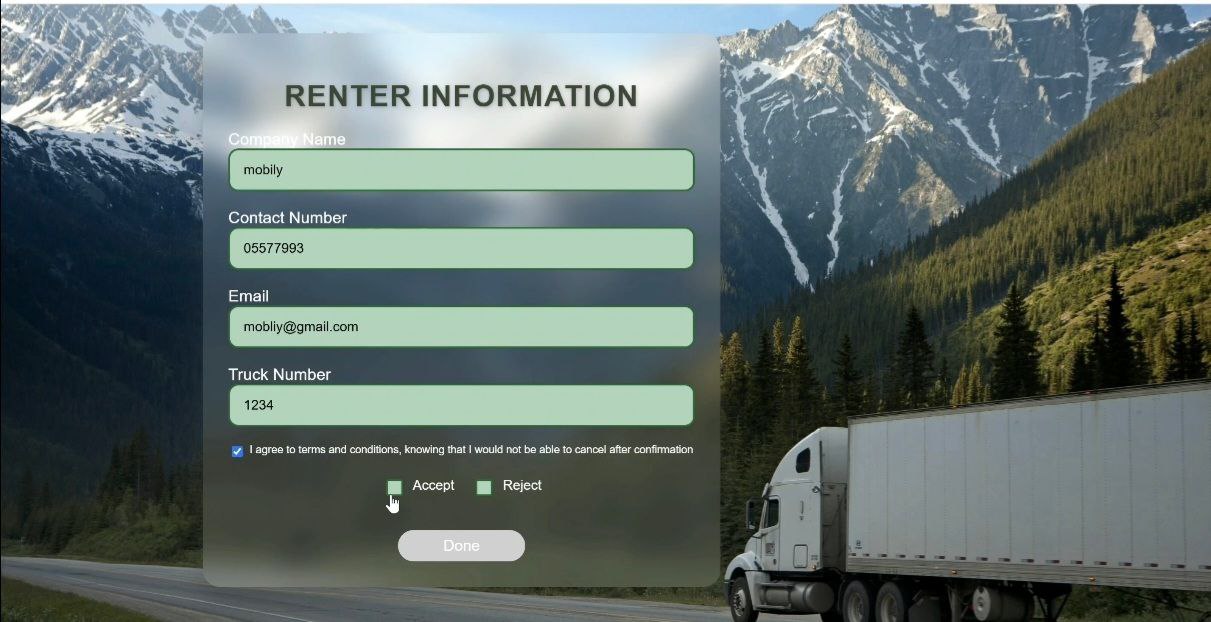 RENTER INFORMATION
Company Name
mobily
Contact Number
05577993
Email
mobliy@gmail.com
Truck Number
1234
I agree to terms and conditions, knowing that I would not be able to cancel after confirmation
Accept Reject
Done